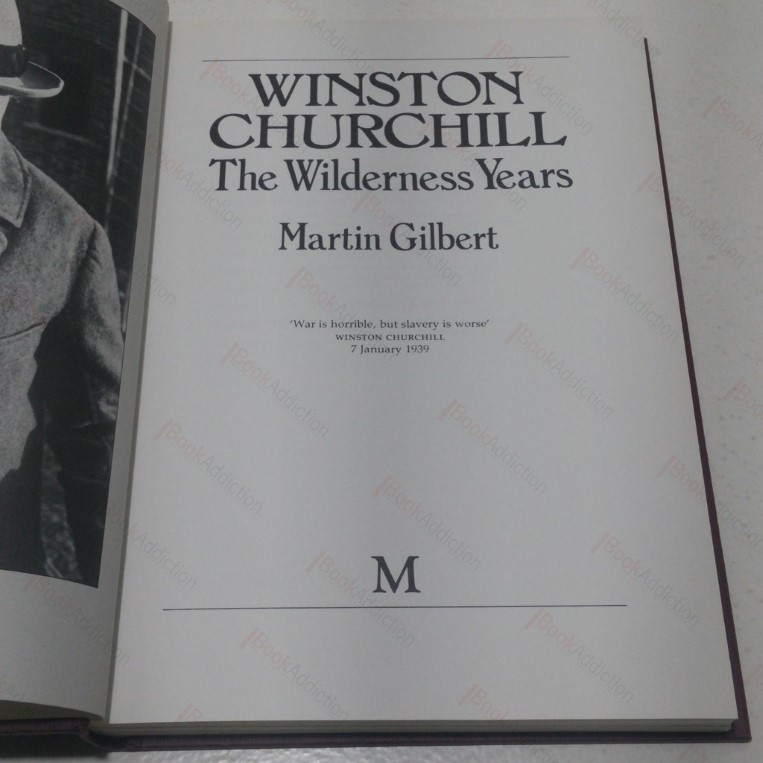 WINSTON
CHURCHILL
The Wilderness Years
Martin Gilbert
'War is horrible, but slavery is worse'
WINSTON CHURCHILL
7 January 1939
M
BookAddiction